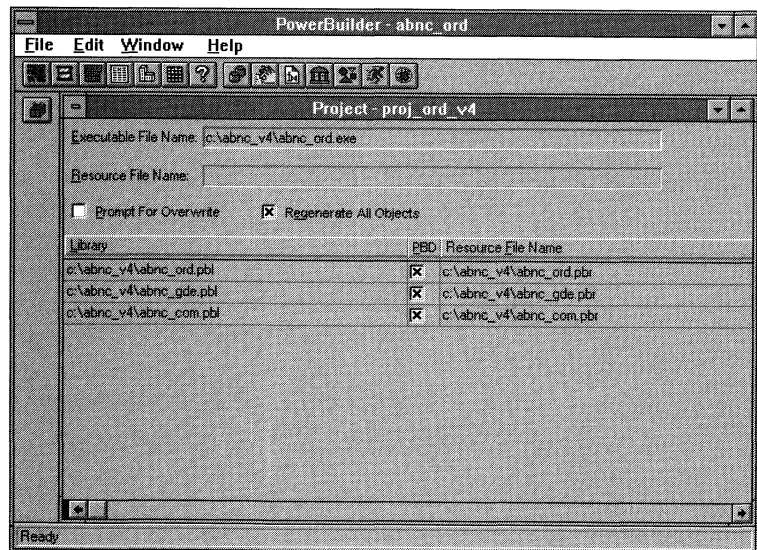 PowerBuilder - abnc_ord
File Edit Window Help
Project - proj_ord_v4
Executable File Name: c:\abnc_v4\abnc_ord.exe
Resource File Name:
Prompt For Overwrite Regenerate All Objects
Library PBD Resource File Name
c:\abnc_v4\abnc_ord.pbl c:\abnc_v4\abnc_ord.pbr
c:\abnc_v4\abnc_gde.pbl c:\abnc_v4\abnc_gde.pbr
c:\abnc_v4\abnc_com.pbl c:\abnc_v4\abnc_com.pbr
Ready